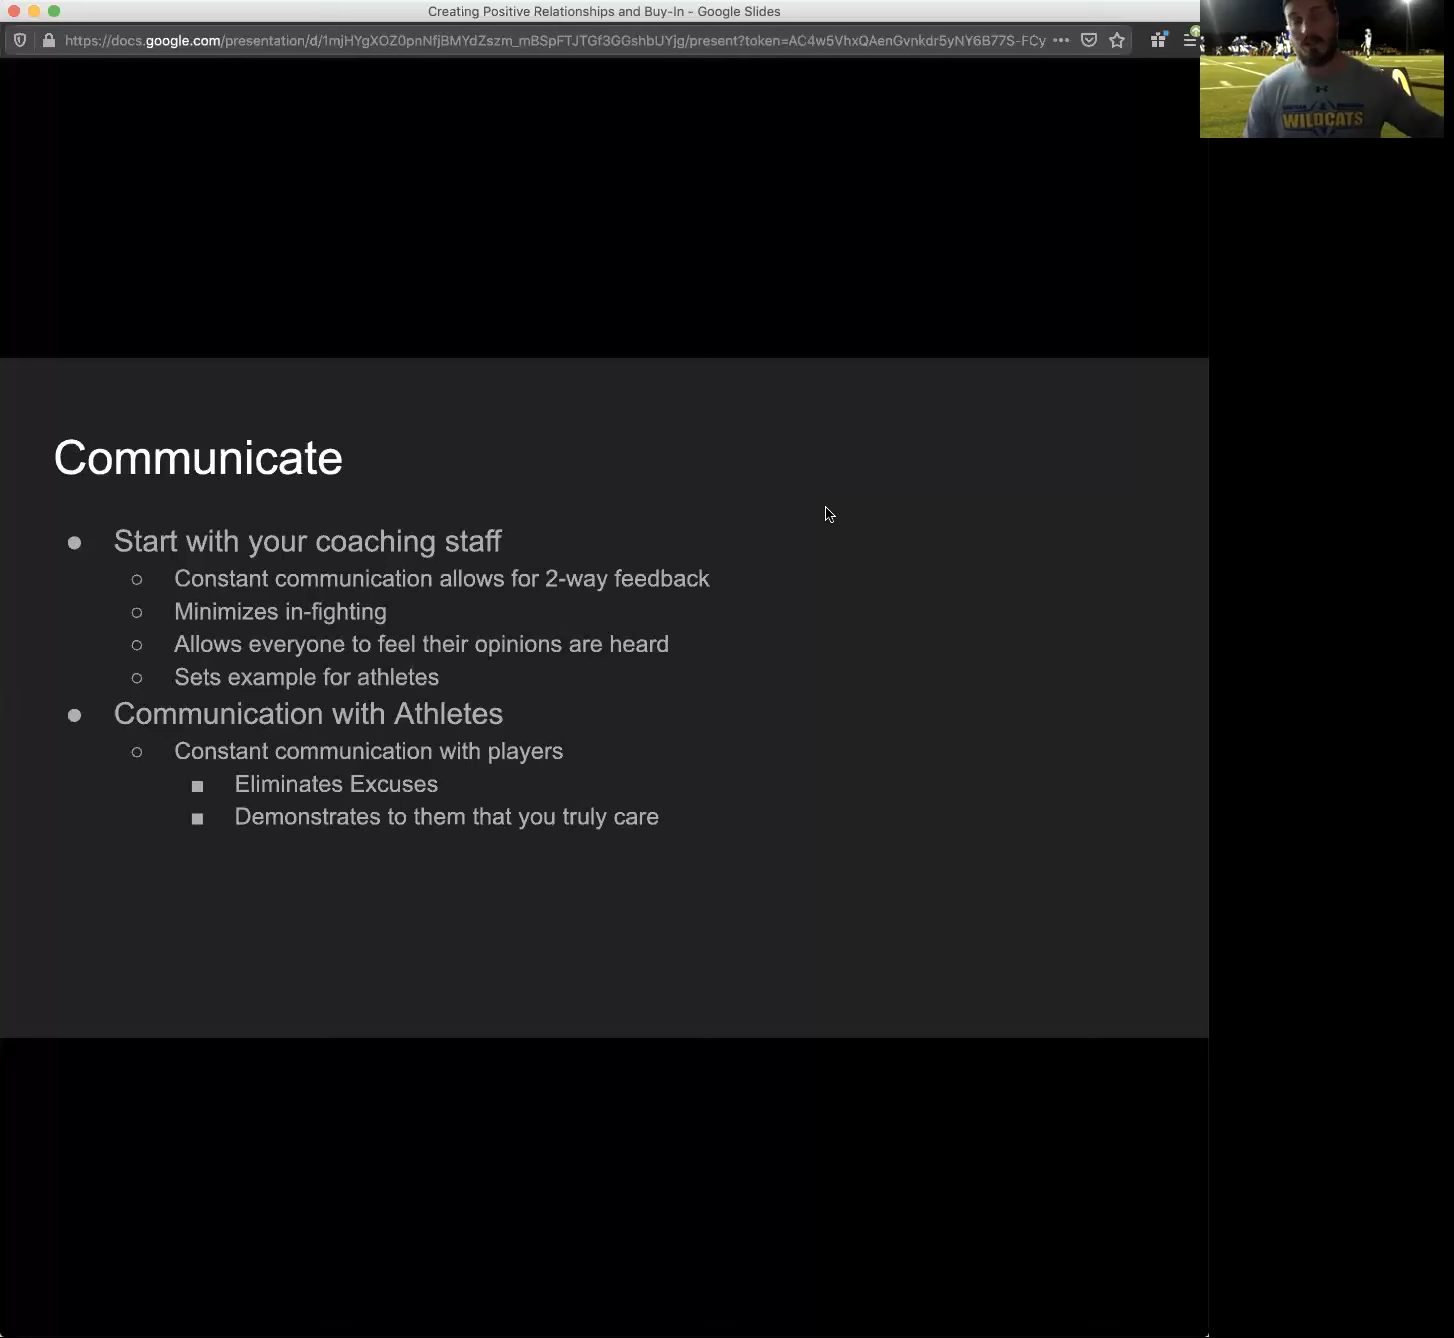 Creating Positive Relationships and Buy-In - Google Slides
https://docs.google.com/presentation/d/1mjHYgXOZ0pnNfjBMYdZszm_mBSpFTJTGf3GGshbUYjg/present?token=AC4w5VhxQAenGvnkdr5yNY6B77S-FCy
WILDCATS
Communicate
● Start with your coaching staff
○ Constant communication allows for 2-way feedback
○ Minimizes in-fighting
○ Allows everyone to feel their opinions are heard
○ Sets example for athletes
● Communication with Athletes
○ Constant communication with players
■ Eliminates Excuses
■ Demonstrates to them that you truly care